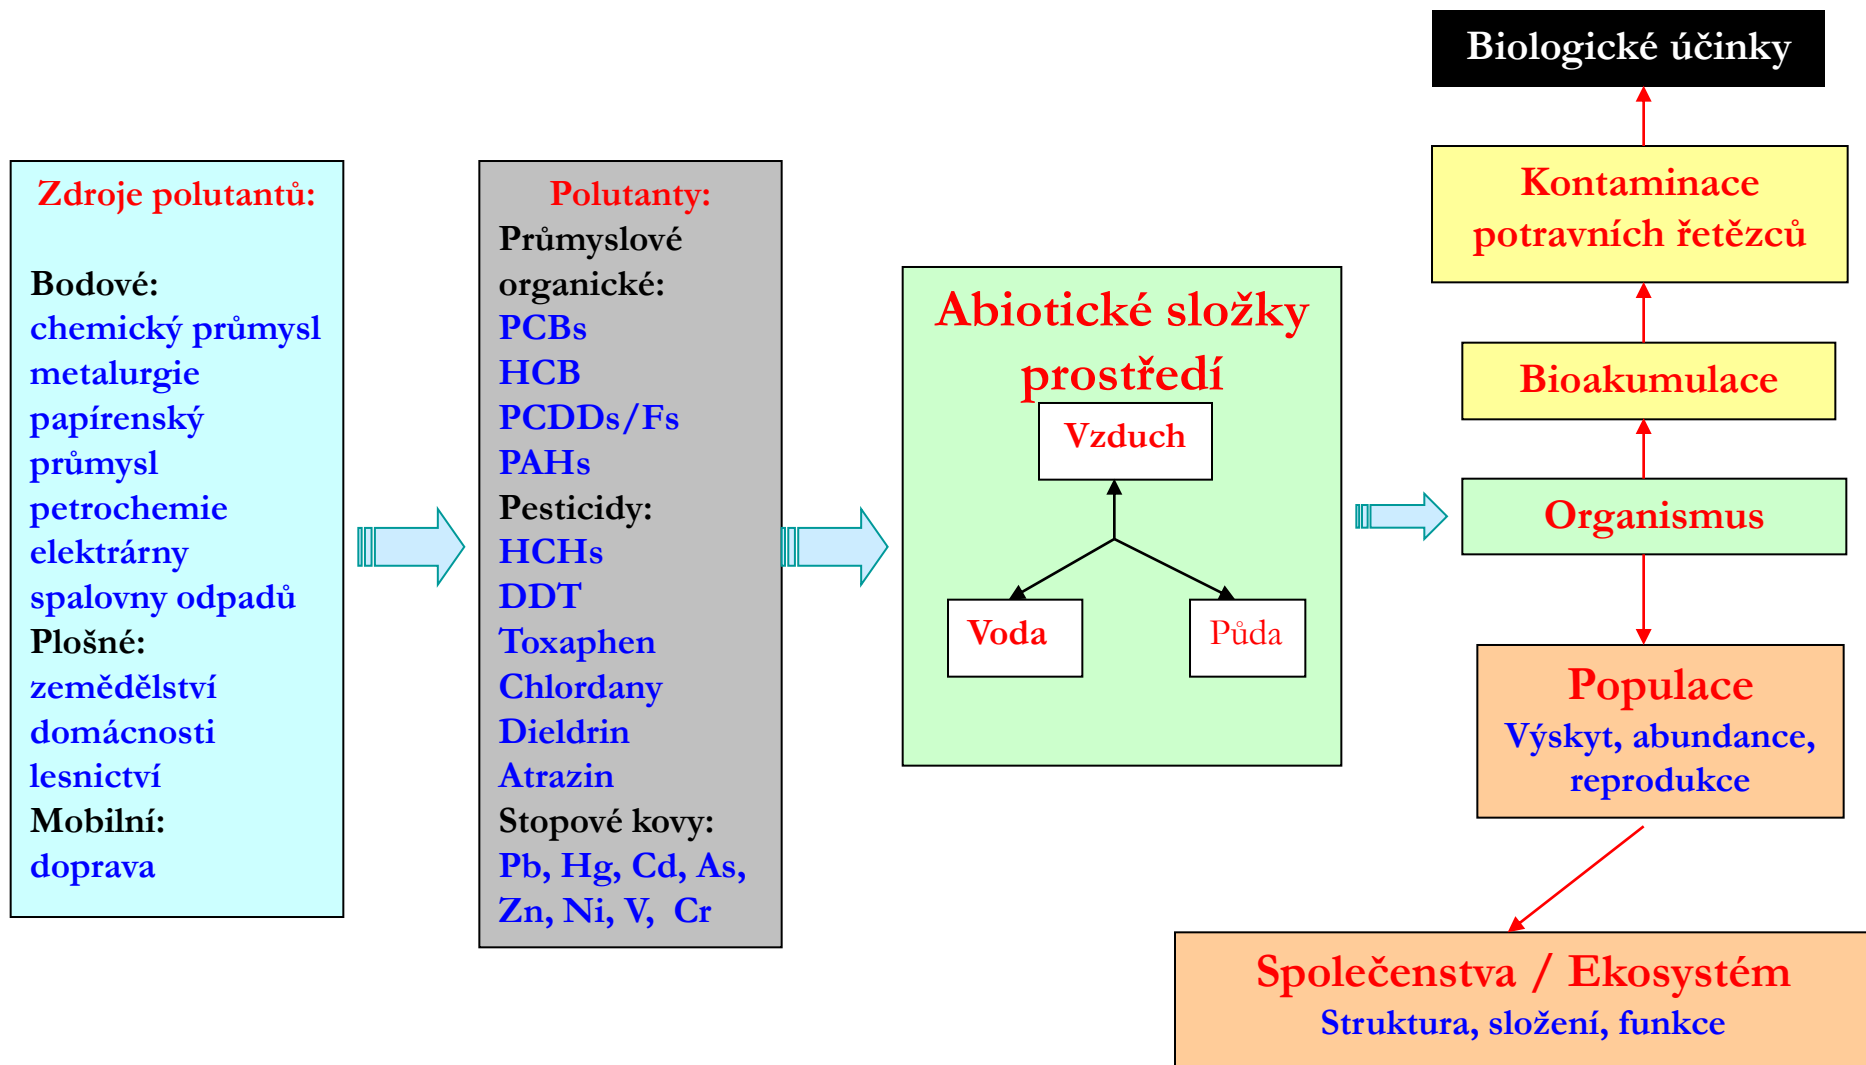 Zdroje polutantů:
Bodové:
chemický průmysl
metalurgie
papírenský
průmysl
petrochemie
elektrárny
spalovny odpadů
Plošné:
zemědělství
domácnosti
lesnictví
Mobilní:
doprava
Polutanty:
Průmyslové
organické:
PCBs
HCB
PCDDs/Fs
PAHs
Pesticidy:
HCHs
DDT
Toxaphen
Chlordany
Dieldrin
Atrazin
Stopové kovy:
Pb, Hg, Cd, As,
Zn, Ni, V, Cr
Abiotické složky
prostředí
Vzduch
Voda
Půda
Biologické účinky
Kontaminace
potravních řetězců
Bioakumulace
Organismus
Populace
Výskyt, abundance,
reprodukce
Společenstva / Ekosystém
Struktura, složení, funkce